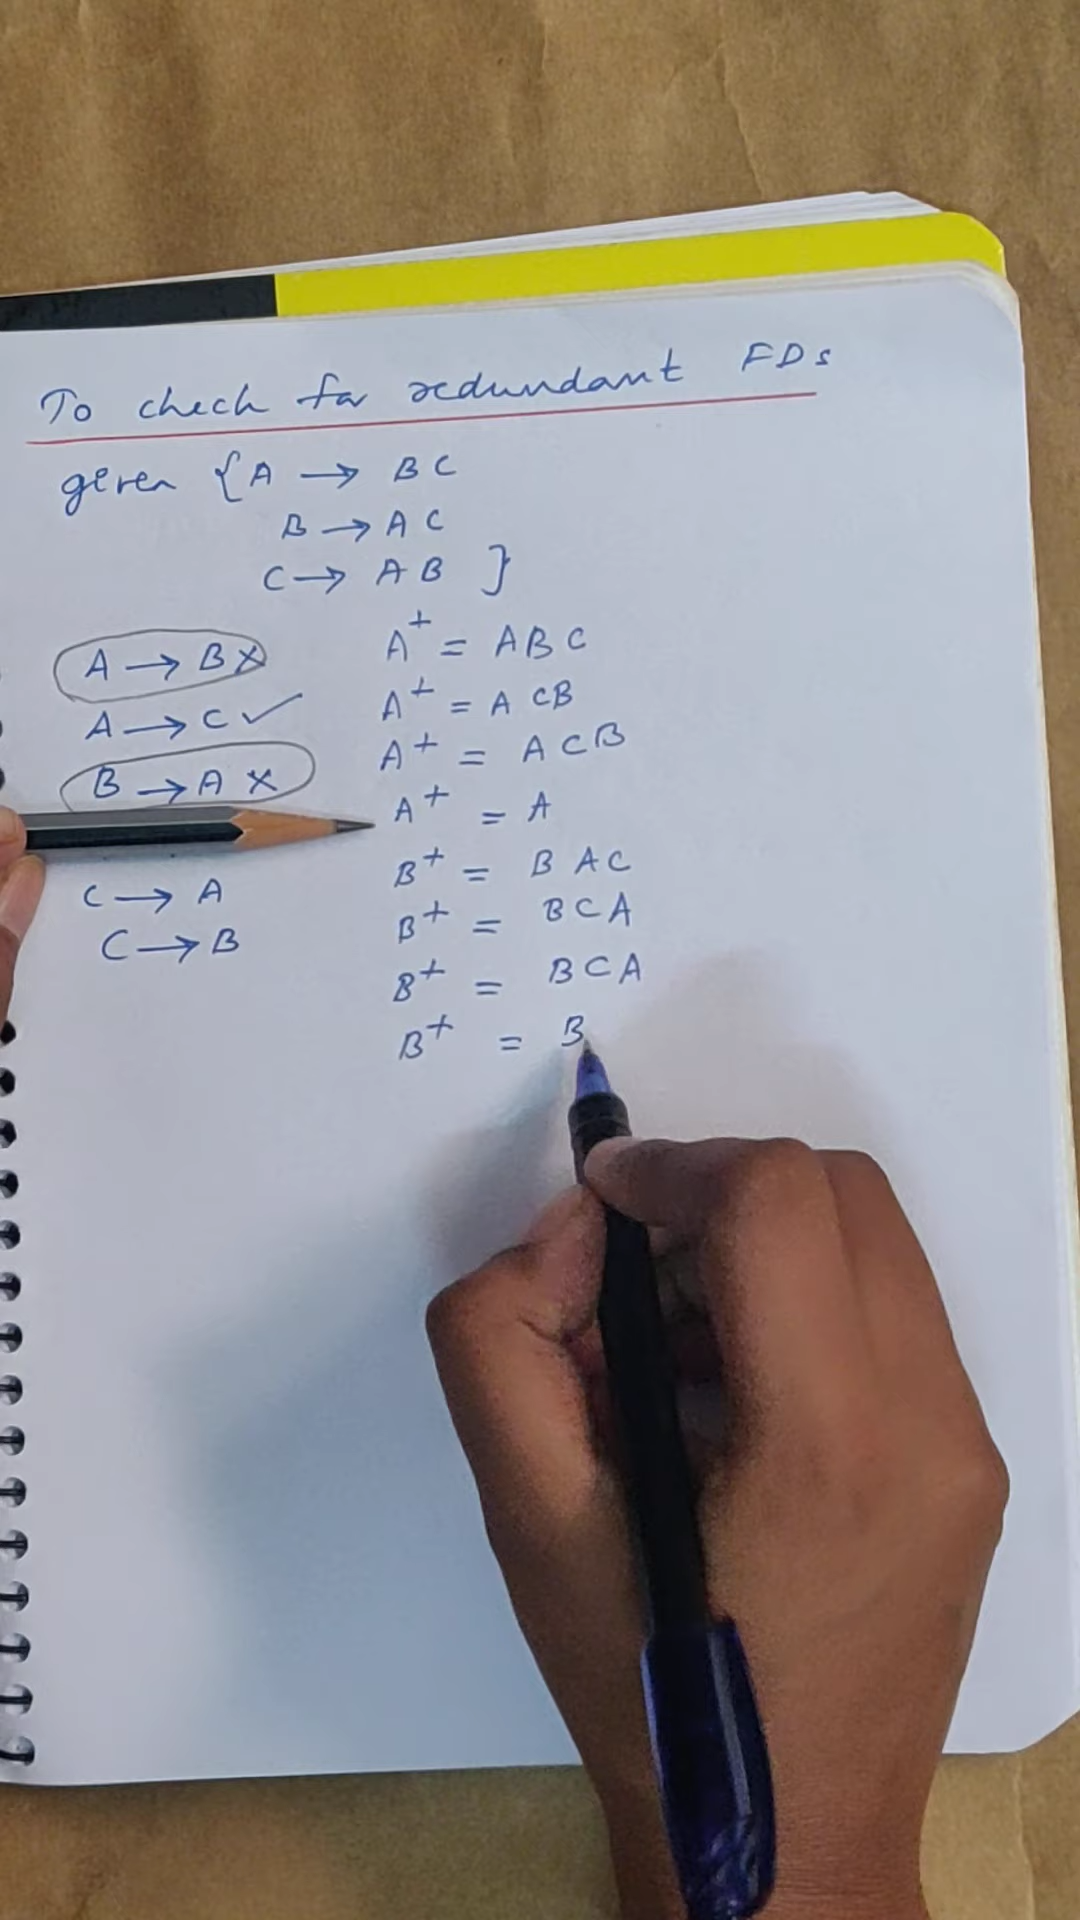 To check for redundant FDs
given { A → BC
B → AC
C → AB }
A → B ×
A → C ✓
B → A ×
C → A
C → B
A⁺ = ABC
A⁺ = ACB
A⁺ = ACB
A⁺ = A
B⁺ = BAC
B⁺ = BCA
B⁺ = BCA
B⁺ = B